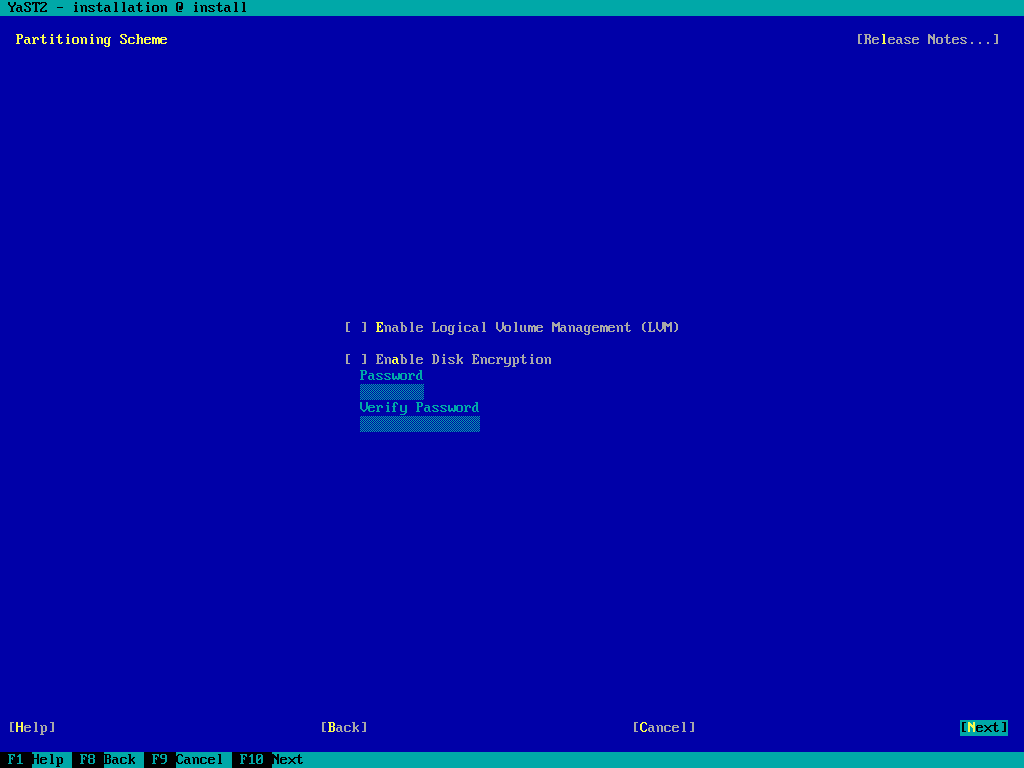 YaST2 - installation @ install
Partitioning Scheme [Release Notes...]
[ ] Enable Logical Volume Management (LVM)
[ ] Enable Disk Encryption
Password
Verify Password
[Help] [Back] [Cancel] [Next]
F1 Help F8 Back F9 Cancel F10 Next